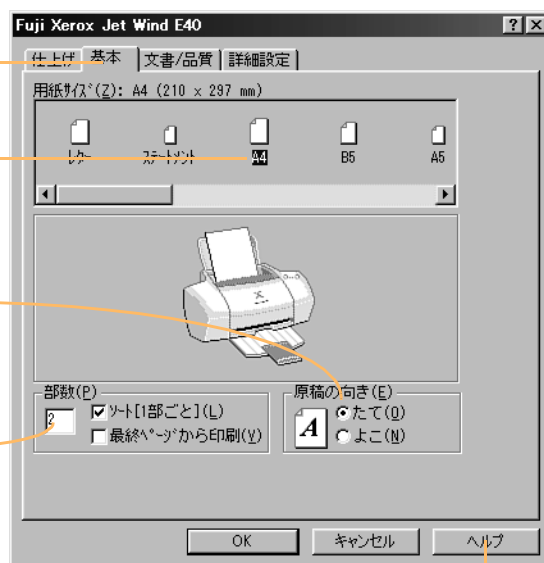 Fuji Xerox Jet Wind E40
仕上げ 基本 文書/品質 詳細設定
用紙ｻｲｽﾞ(Z): A4 (210 x 297 mm)
ﾚﾀｰ ｽﾃｰﾄﾒﾝﾄ A4 B5 A5
部数(P)
2 ☑ｿｰﾄ[1部ごと](L)
☐最終ﾍﾟｰｼﾞから印刷(V)
原稿の向き(E)
A たて(O)
よこ(N)
OK キャンセル ヘルプ